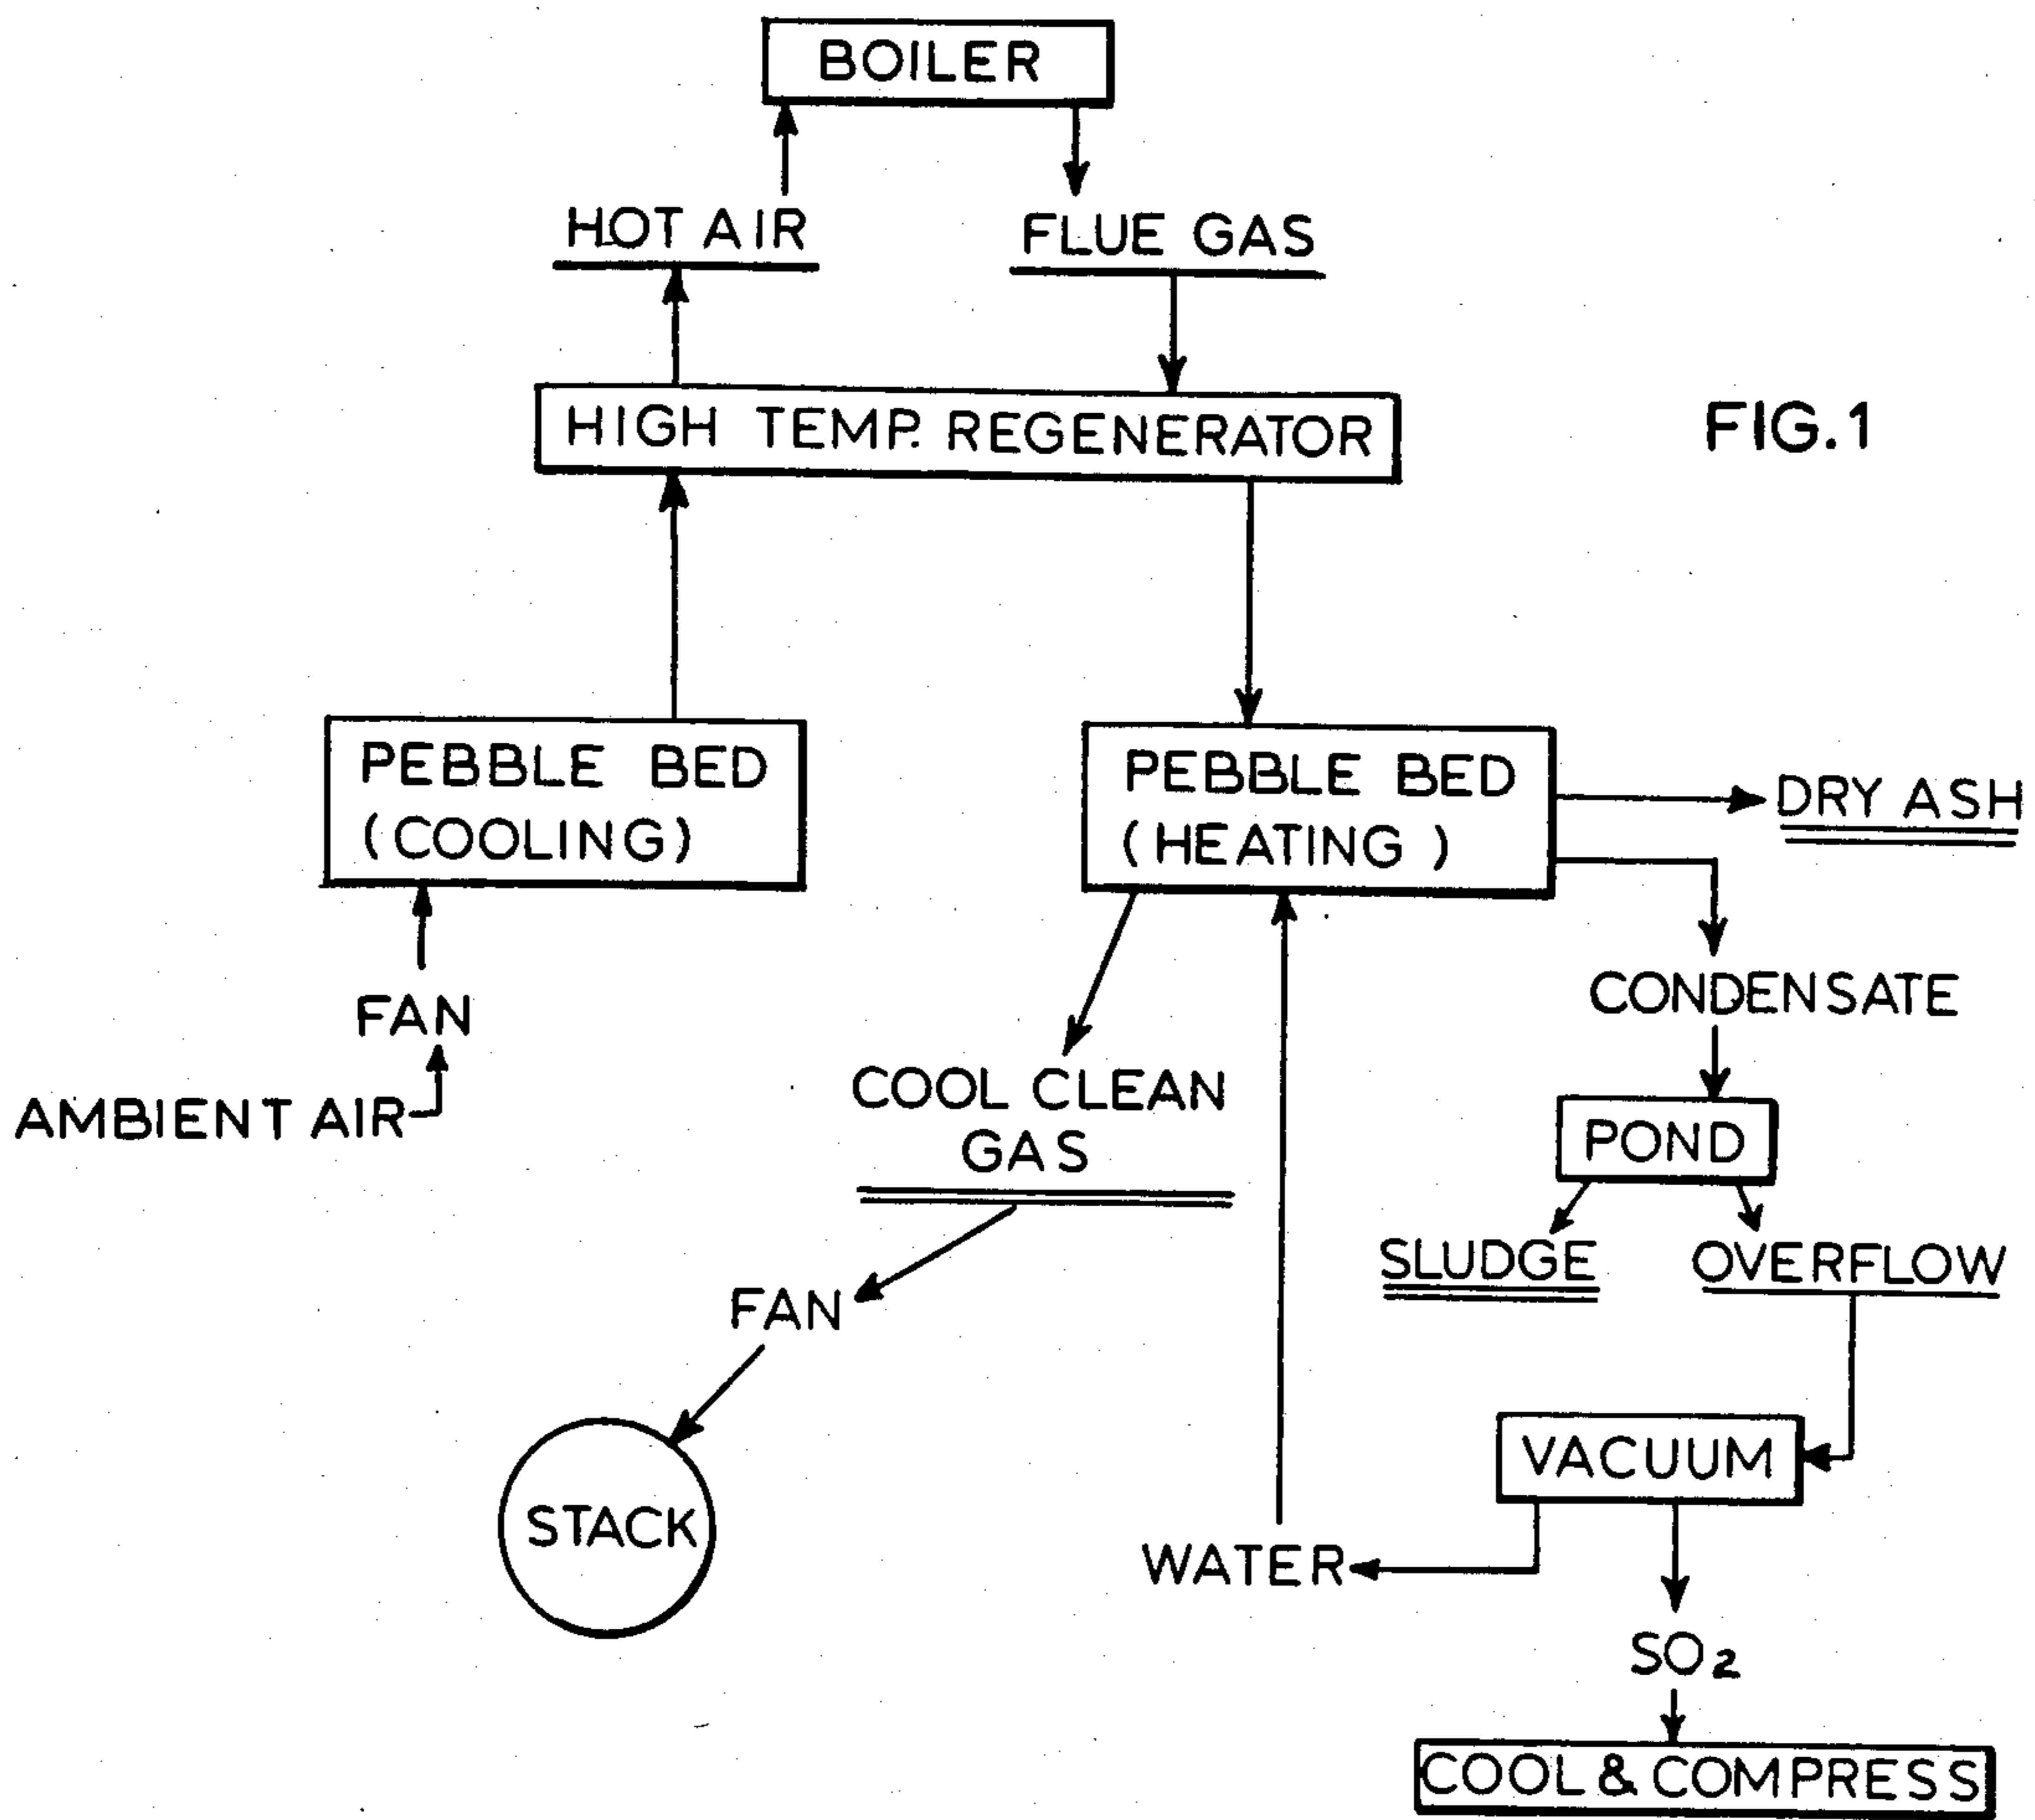 BOILER
HOT AIR
FLUE GAS
HIGH TEMP. REGENERATOR
FIG.1
PEBBLE BED
(COOLING)
PEBBLE BED
(HEATING )
DRY ASH
FAN
AMBIENT AIR
CONDENSATE
COOL CLEAN
GAS
POND
SLUDGE
OVERFLOW
FAN
VACUUM
STACK
WATER
SO₂
COOL & COMPRESS